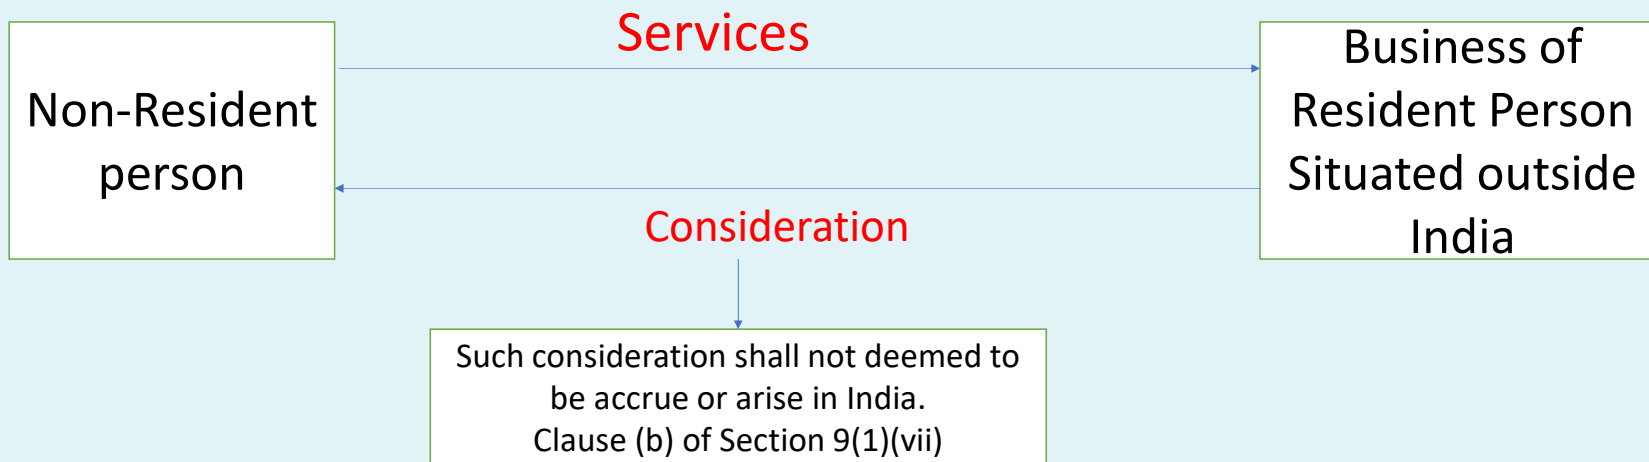 Services
Non-Resident
person
Business of
Resident Person
Situated outside
India
Consideration
Such consideration shall not deemed to
be accrue or arise in India.
Clause (b) of Section 9(1)(vii)